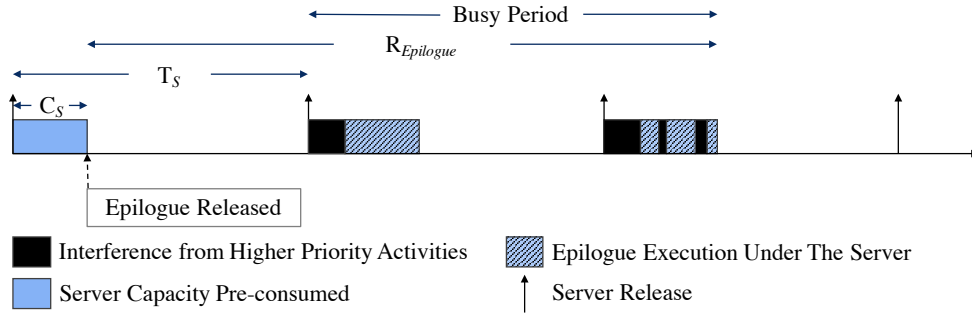 Busy Period
R_Epilogue
T_S
C_S
Epilogue Released
Interference from Higher Priority Activities
Epilogue Execution Under The Server
Server Capacity Pre-consumed
Server Release